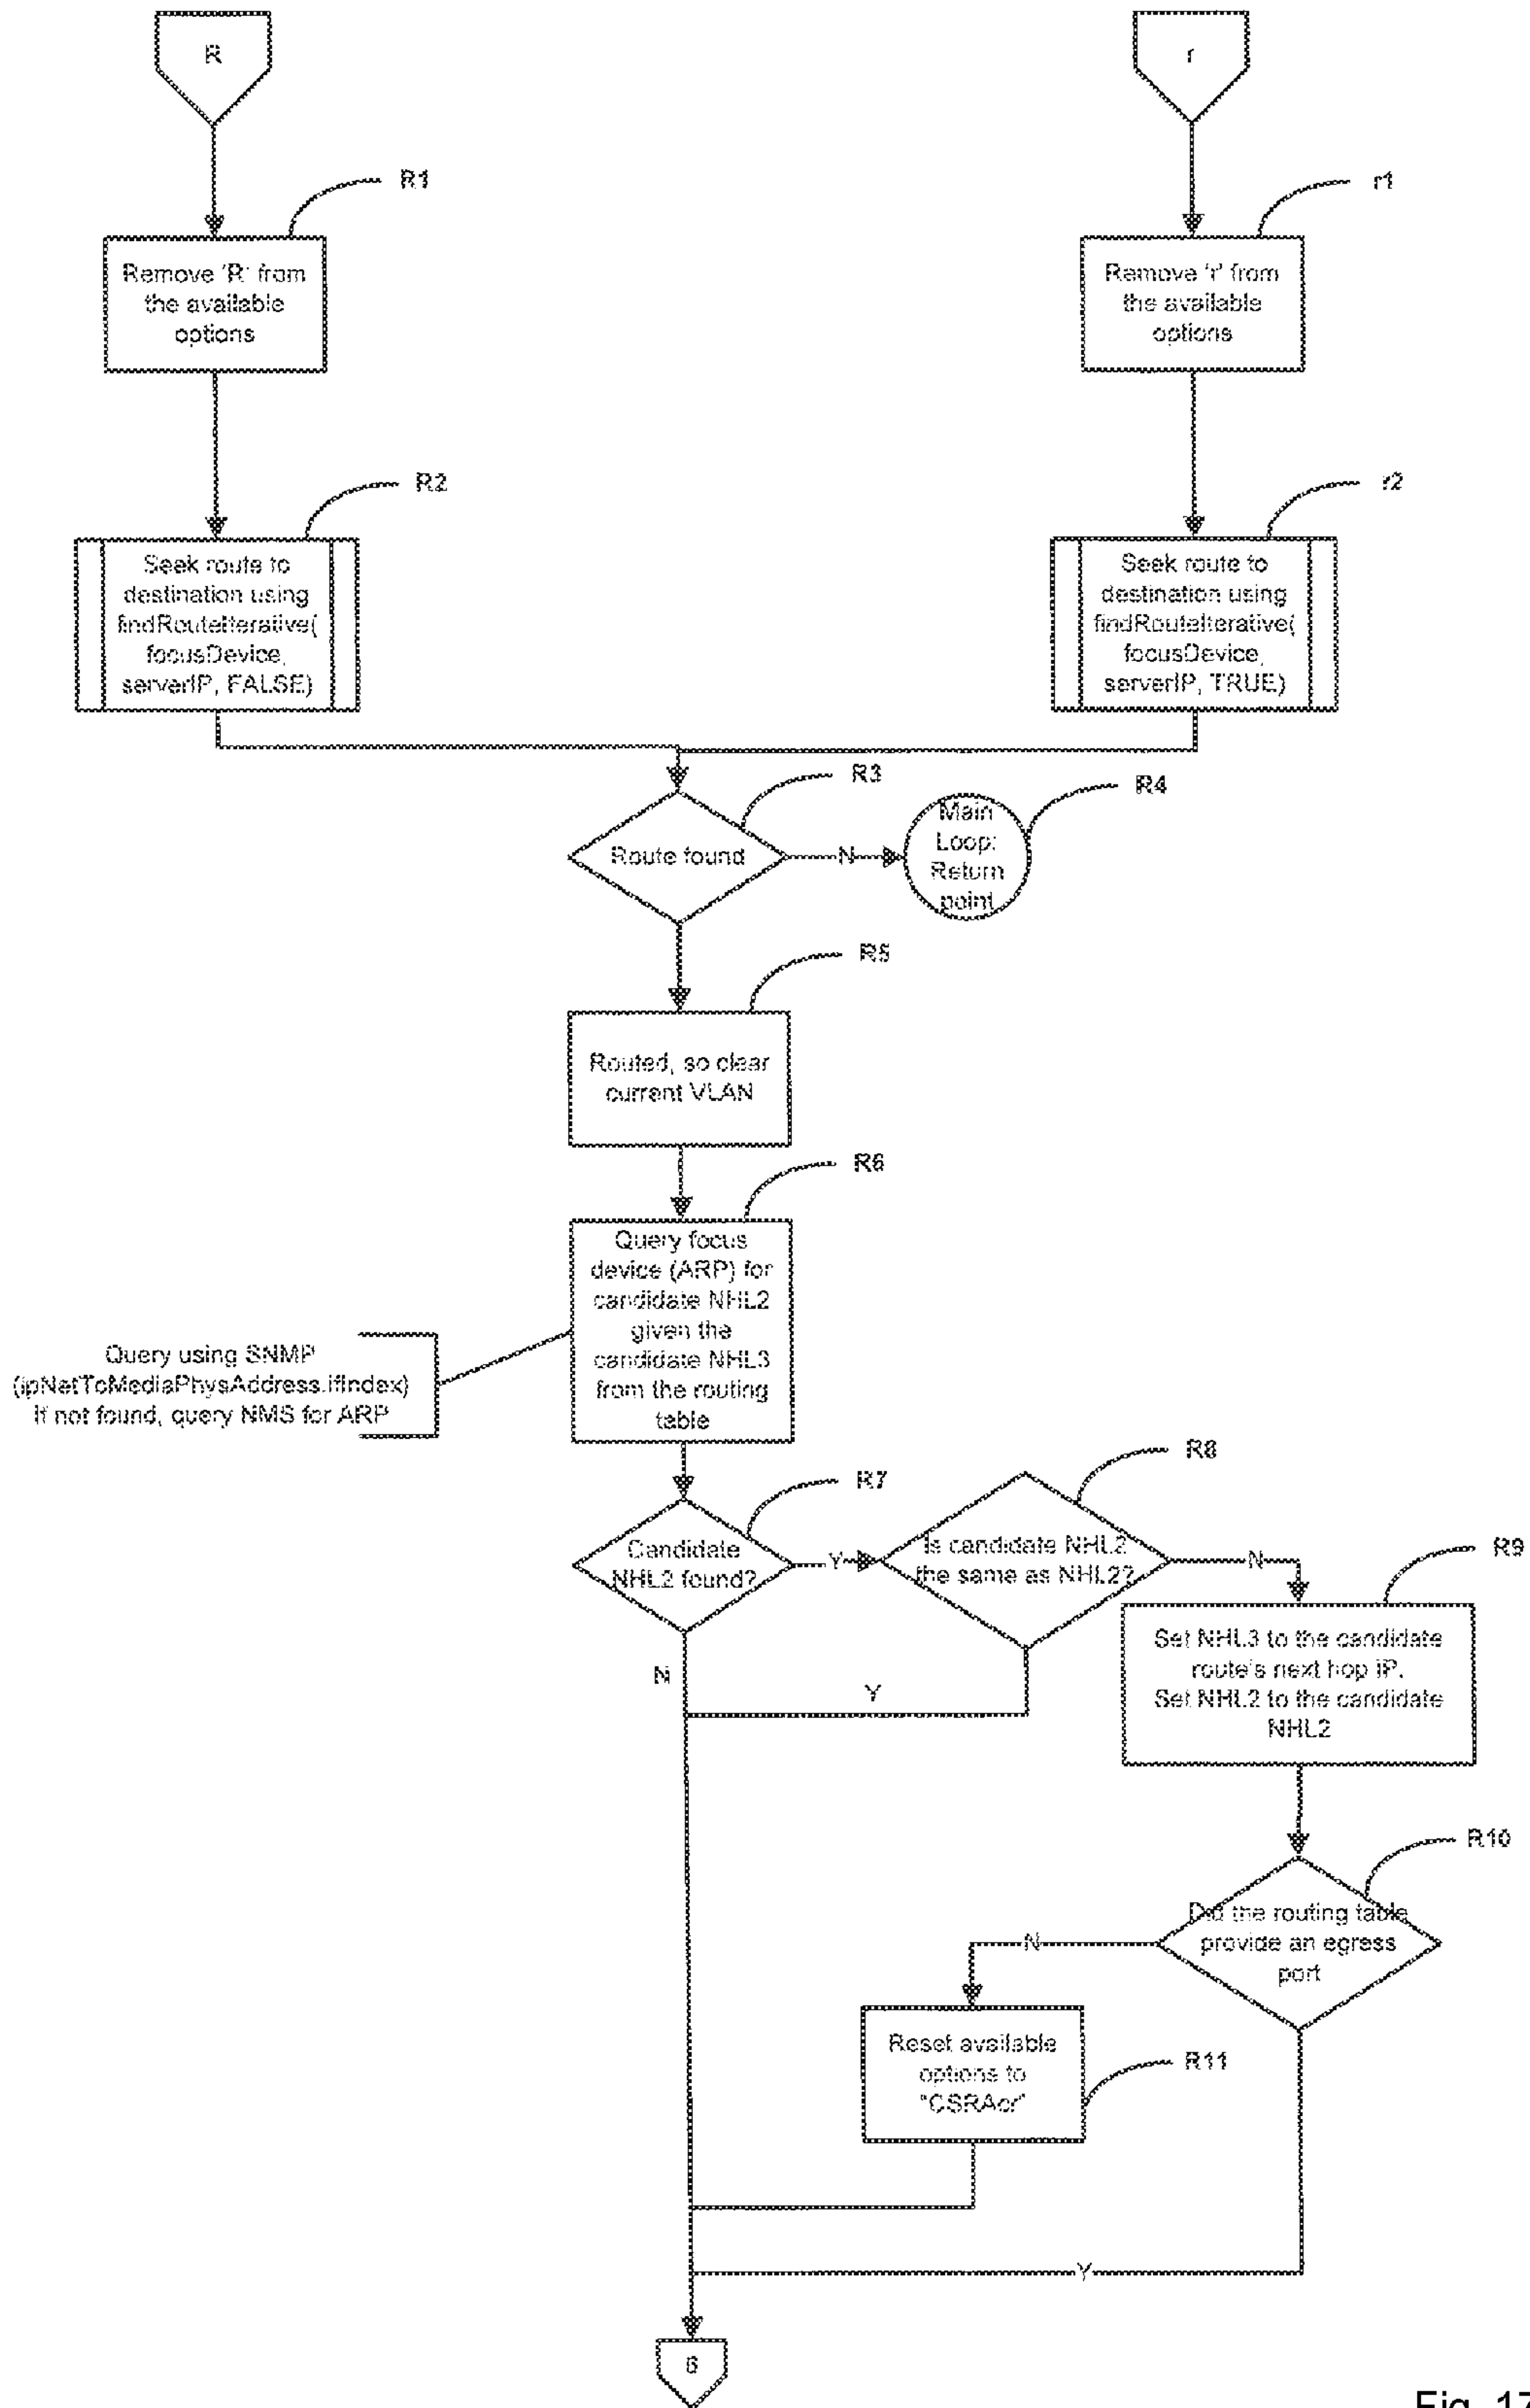 R
r
R1
r1
Remove 'R' from
the available
options
Remove 'r' from
the available
options
R2
r2
Seek route to
destination using
findRouteIterative(
focusDevice,
serverIP, FALSE)
Seek route to
destination using
findRouteIterative(
focusDevice,
serverIP, TRUE)
R3
R4
Route found
N
Main
Loop:
Return
point
R5
Routed, so clear
current VLAN
R6
Query focus
device (ARP) for
candidate NHL2
given the
candidate NHL3
from the routing
table
Query using SNMP
(ipNetToMediaPhysAddress.ifIndex)
If not found, query NMS for ARP
R7
R8
Candidate
NHL2 found?
Y
Is candidate NHL2
the same as NHL2?
N
R9
N
Y
Set NHL3 to the candidate
route's next hop IP.
Set NHL2 to the candidate
NHL2
R10
Did the routing table
provide an egress
port
N
Reset available
options to
"CSRAcr"
R11
Y
6
Fig. 17